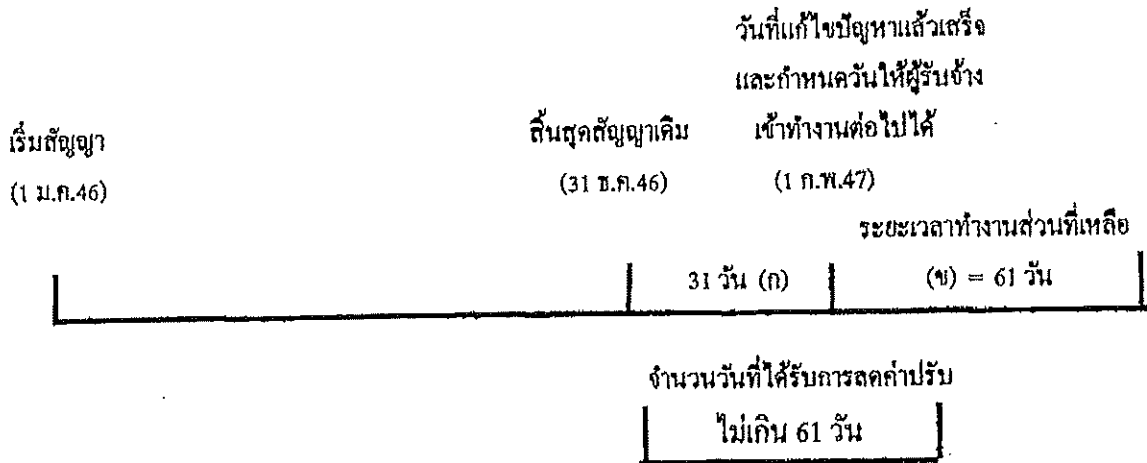 วันที่แก้ไขปัญหาแล้วเสร็จ
และกำหนดวันให้ผู้รับจ้าง
เริ่มสัญญา สิ้นสุดสัญญาเดิม เข้าทำงานต่อไปได้
(1 ม.ค.46) (31 ธ.ค.46) (1 ก.พ.47)
ระยะเวลาทำงานส่วนที่เหลือ
31 วัน (ก) (ข) = 61 วัน
จำนวนวันที่ได้รับการลดค่าปรับ
ไม่เกิน 61 วัน